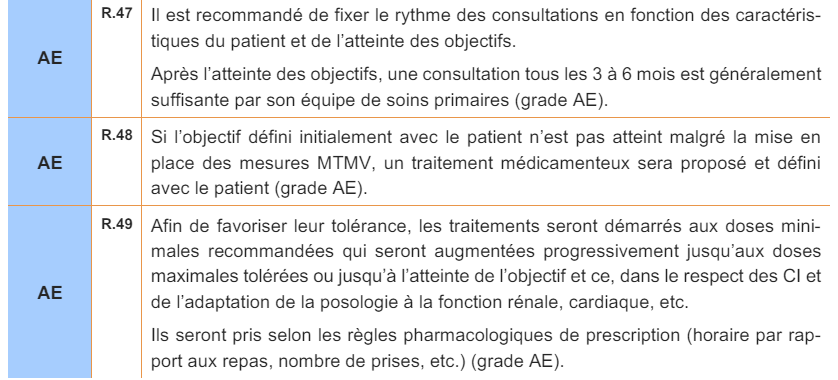 AE
R.47
Il est recommandé de fixer le rythme des consultations en fonction des caractéris-
tiques du patient et de l’atteinte des objectifs.
Après l’atteinte des objectifs, une consultation tous les 3 à 6 mois est généralement
suffisante par son équipe de soins primaires (grade AE).
AE
R.48
Si l’objectif défini initialement avec le patient n’est pas atteint malgré la mise en
place des mesures MTMV, un traitement médicamenteux sera proposé et défini
avec le patient (grade AE).
AE
R.49
Afin de favoriser leur tolérance, les traitements seront démarrés aux doses mini-
males recommandées qui seront augmentées progressivement jusqu’aux doses
maximales tolérées ou jusqu’à l’atteinte de l’objectif et ce, dans le respect des CI et
de l’adaptation de la posologie à la fonction rénale, cardiaque, etc.
Ils seront pris selon les règles pharmacologiques de prescription (horaire par rap-
port aux repas, nombre de prises, etc.) (grade AE).